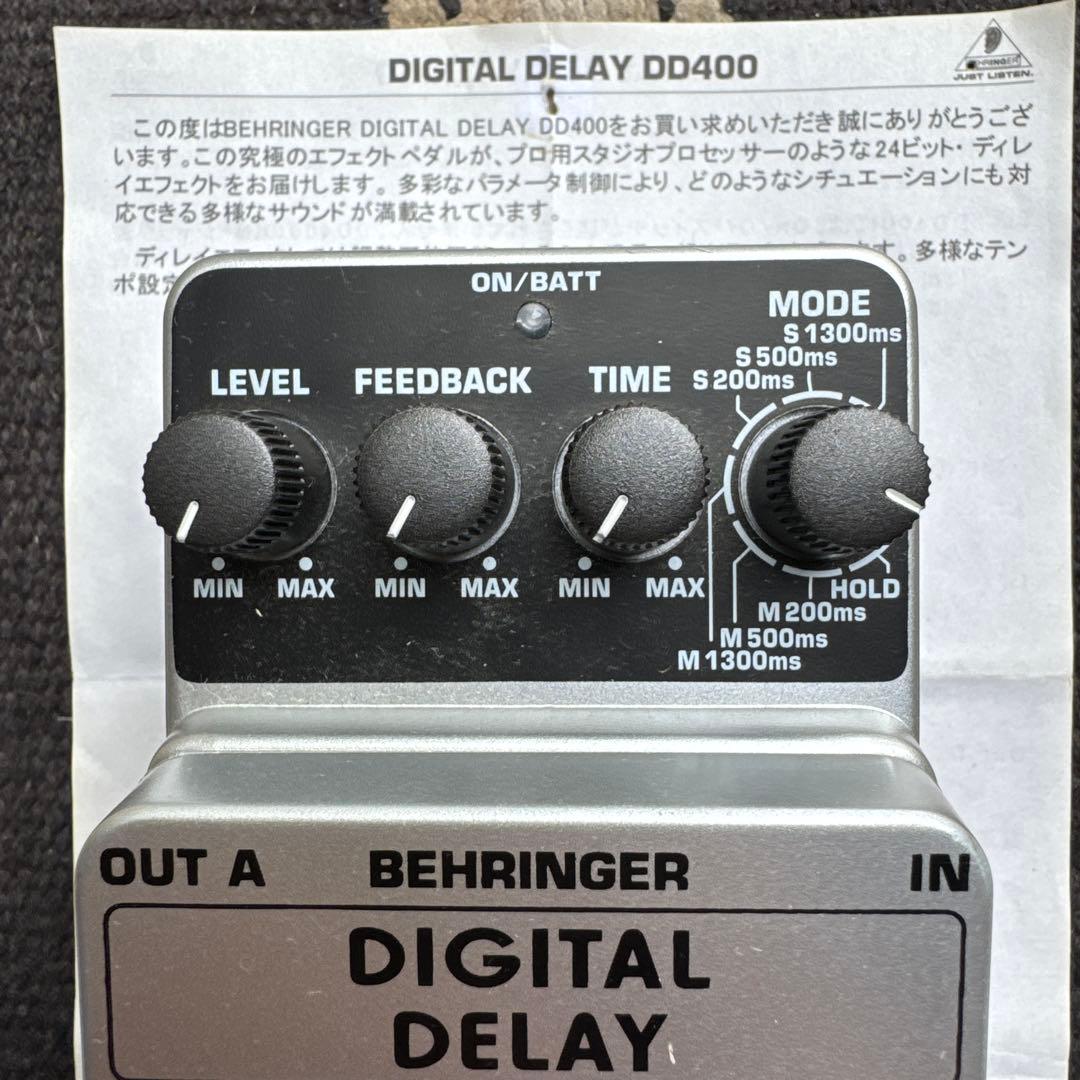 DIGITAL DELAY DD400
BEHRINGER
JUST LISTEN.
この度はBEHRINGER DIGITAL DELAY DD400をお買い求めいただき誠にありがとうござ
います。この究極のエフェクトペダルが、プロ用スタジオプロセッサーのような24ビット・ディレ
イエフェクトをお届けします。多彩なパラメータ制御により、どのようなシチュエーションにも対
応できる多様なサウンドが満載されています。
ディレイ
す。多様なテン
ポ設定
ON/BATT
MODE
S 1300ms
S 500ms
S 200ms
LEVEL FEEDBACK TIME
MIN MAX MIN MAX MIN MAX
HOLD
M 200ms
M 500ms
M 1300ms
OUT A BEHRINGER IN
DIGITAL
DELAY